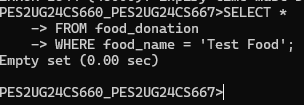 PES2UG24CS660_PES2UG24CS667>SELECT *
-> FROM food_donation
-> WHERE food_name = 'Test Food';
Empty set (0.00 sec)
PES2UG24CS660_PES2UG24CS667>